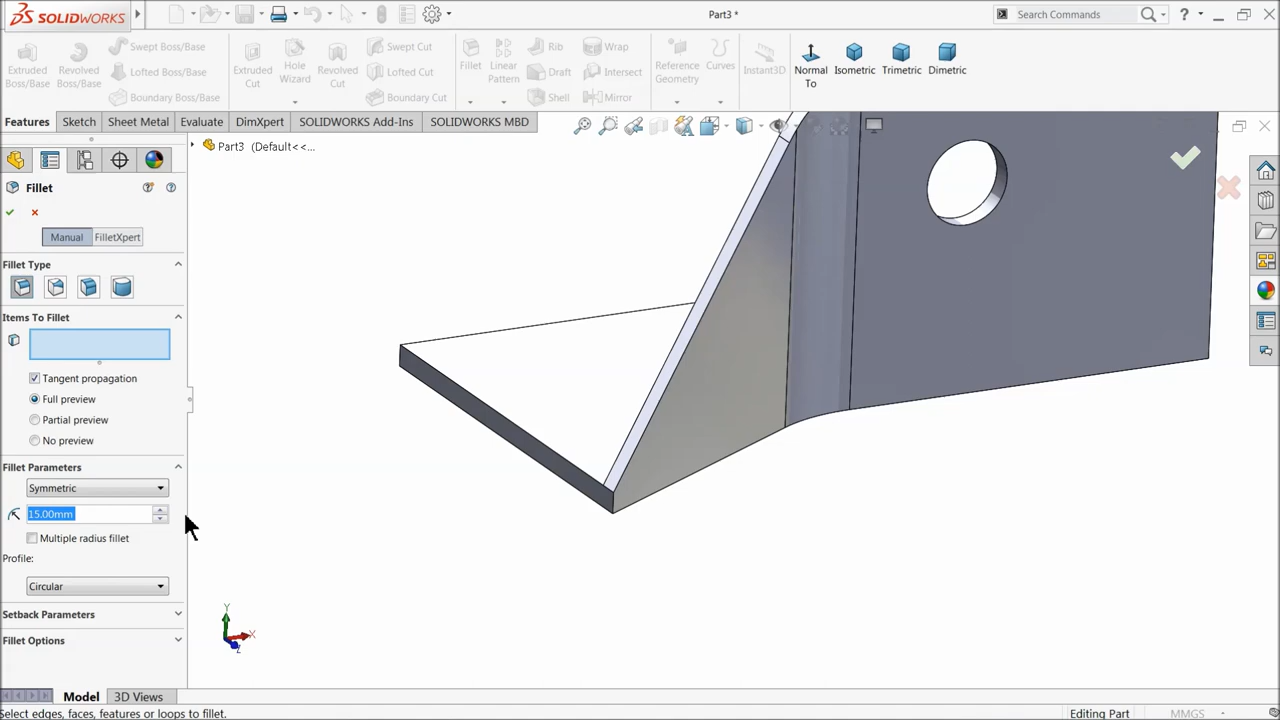 SOLIDWORKS
Part3 *
Search Commands
?
Extruded Boss/Base
Revolved Boss/Base
Swept Boss/Base
Lofted Boss/Base
Boundary Boss/Base
Extruded Cut
Hole Wizard
Revolved Cut
Swept Cut
Lofted Cut
Boundary Cut
Fillet
Linear Pattern
Rib
Draft
Shell
Wrap
Intersect
Mirror
Reference Geometry
Curves
Instant3D
Normal To
Isometric
Trimetric
Dimetric
Features
Sketch
Sheet Metal
Evaluate
DimXpert
SOLIDWORKS Add-Ins
SOLIDWORKS MBD
Part3 (Default<<...
Fillet
Manual
FilletXpert
Fillet Type
Items To Fillet
Tangent propagation
Full preview
Partial preview
No preview
Fillet Parameters
Symmetric
15.00mm
Multiple radius fillet
Profile:
Circular
Setback Parameters
Fillet Options
Y
X
Z
Model
3D Views
Select edges, faces, features or loops to fillet.
Editing Part
MMGS